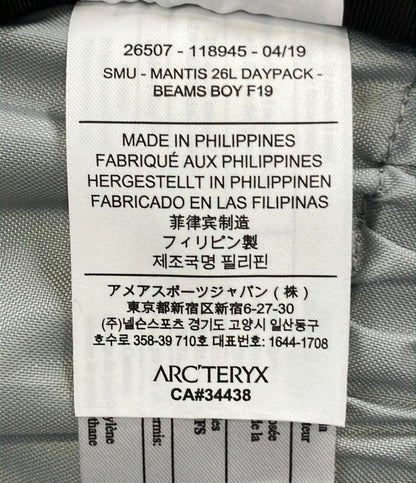 26507 - 118945 - 04/19
SMU - MANTIS 26L DAYPACK -
BEAMS BOY F19
MADE IN PHILIPPINES
FABRIQUÉ AUX PHILIPPINES
HERGESTELLT IN PHILIPPINEN
FABRICADO EN LAS FILIPINAS
菲律宾制造
フィリピン製
제조국명 필리핀
アメアスポーツジャパン（株）
東京都新宿区新宿6-27-30
(주)넬슨스포츠 경기도 고양시 일산동구
호수로 358-39 710호 대표번호: 1644-1708
ARC'TERYX
CA#34438